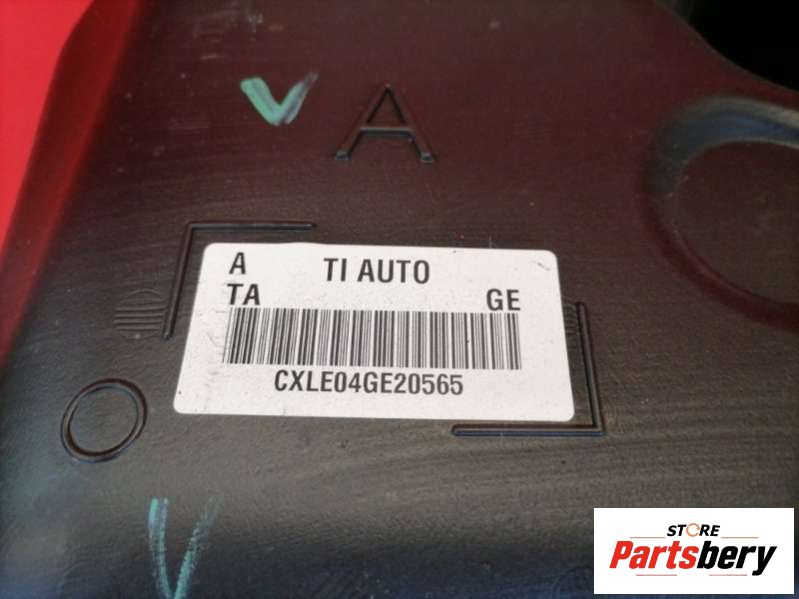 A
A TI AUTO
TA GE
CXLE04GE20565
STORE
Partsbery